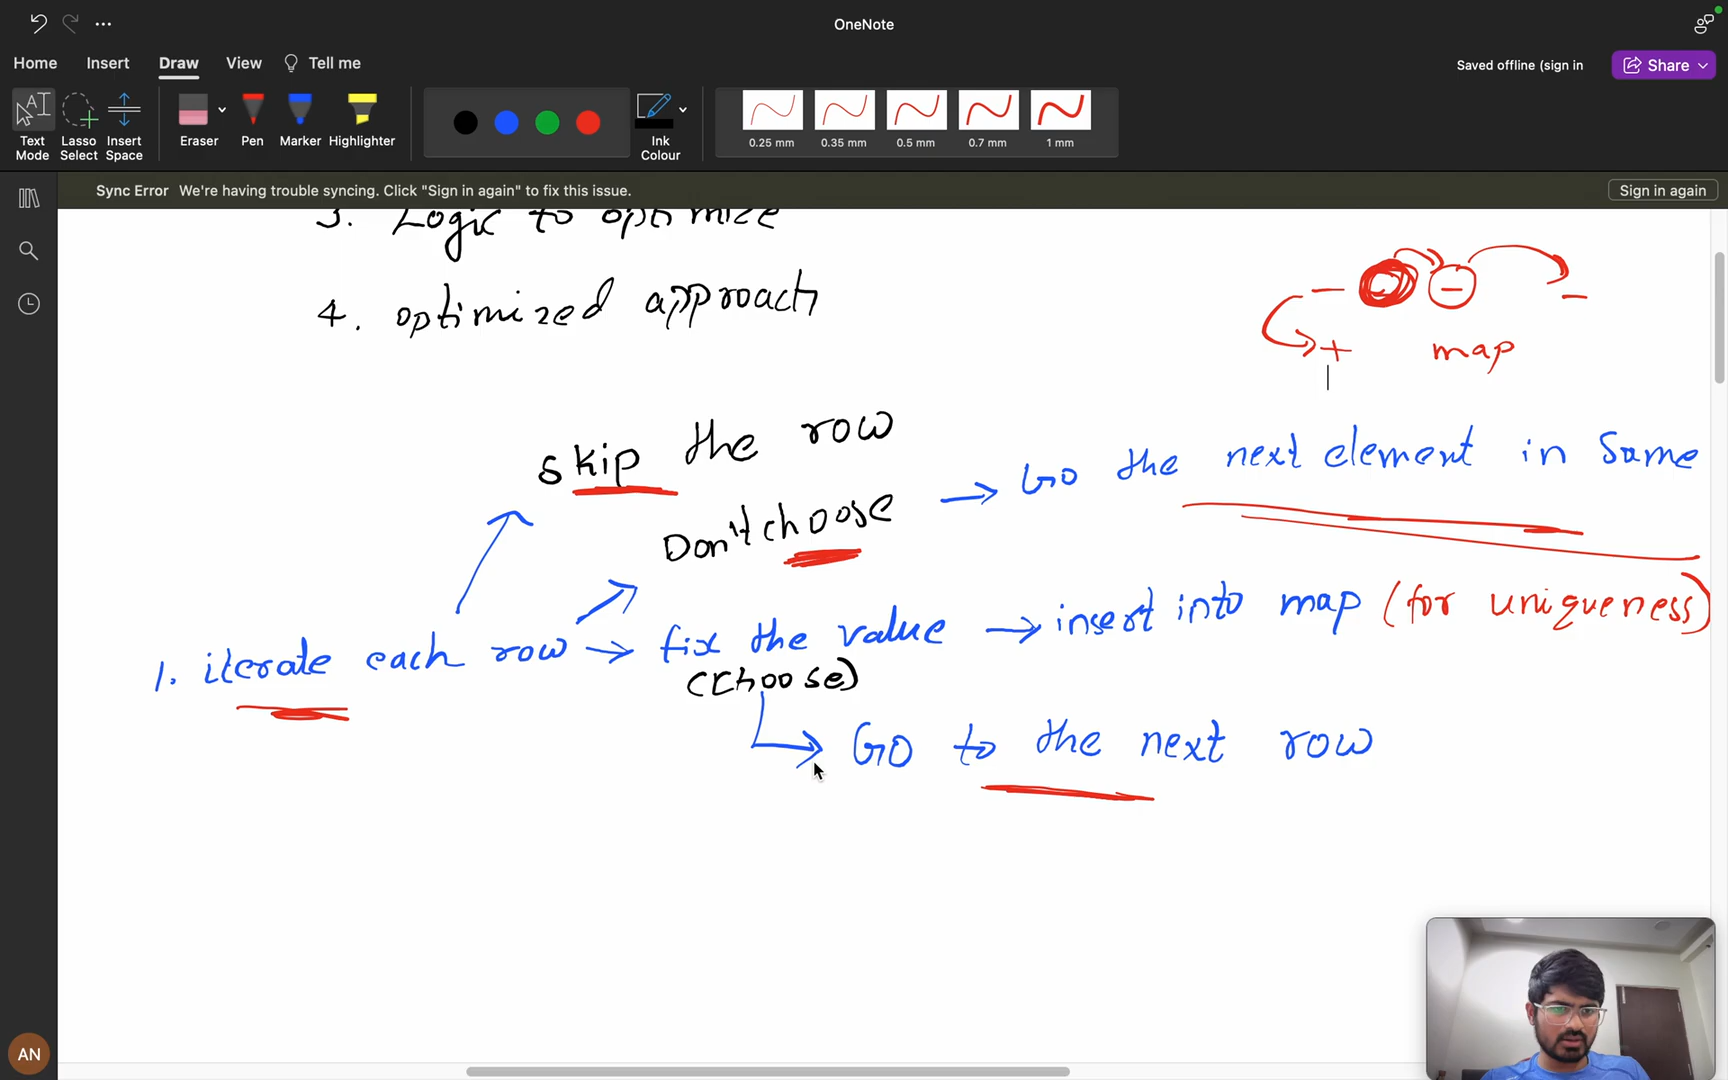 OneNote
Home Insert Draw View Tell me
Saved offline (sign in
Share
Text Mode
Lasso Select
Insert Space
Eraser
Pen
Marker
Highlighter
Ink Colour
0.25 mm
0.35 mm
0.5 mm
0.7 mm
1 mm
Sync Error We're having trouble syncing. Click "Sign in again" to fix this issue.
Sign in again
3. Logic to optimize
4. optimized approach
map
skip the row
Don't choose → Go the next element in Same
1. iterate each row → fix the value → insert into map (for uniqueness)
(choose)
Go to the next row
AN